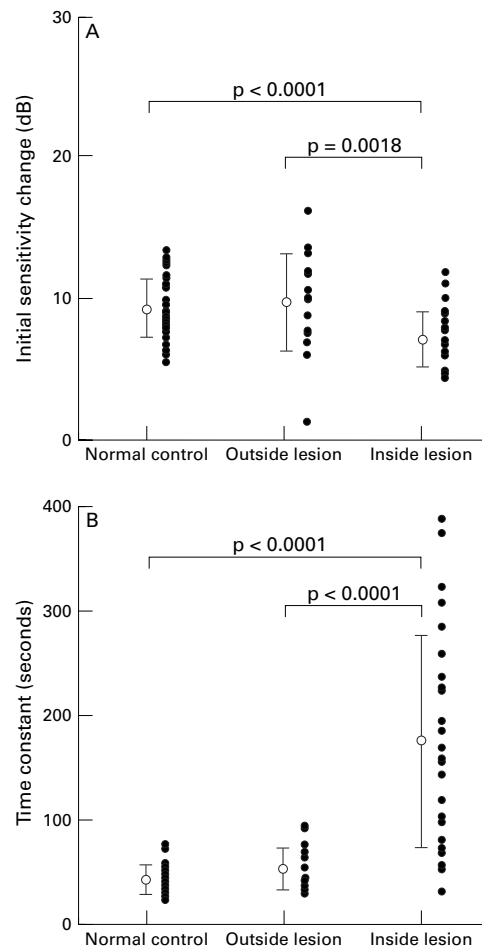 A
30
20
10
0
Initial sensitivity change (dB)
p < 0.0001
p = 0.0018
Normal control
Outside lesion
Inside lesion
B
400
300
200
100
0
Time constant (seconds)
p < 0.0001
p < 0.0001
Normal control
Outside lesion
Inside lesion